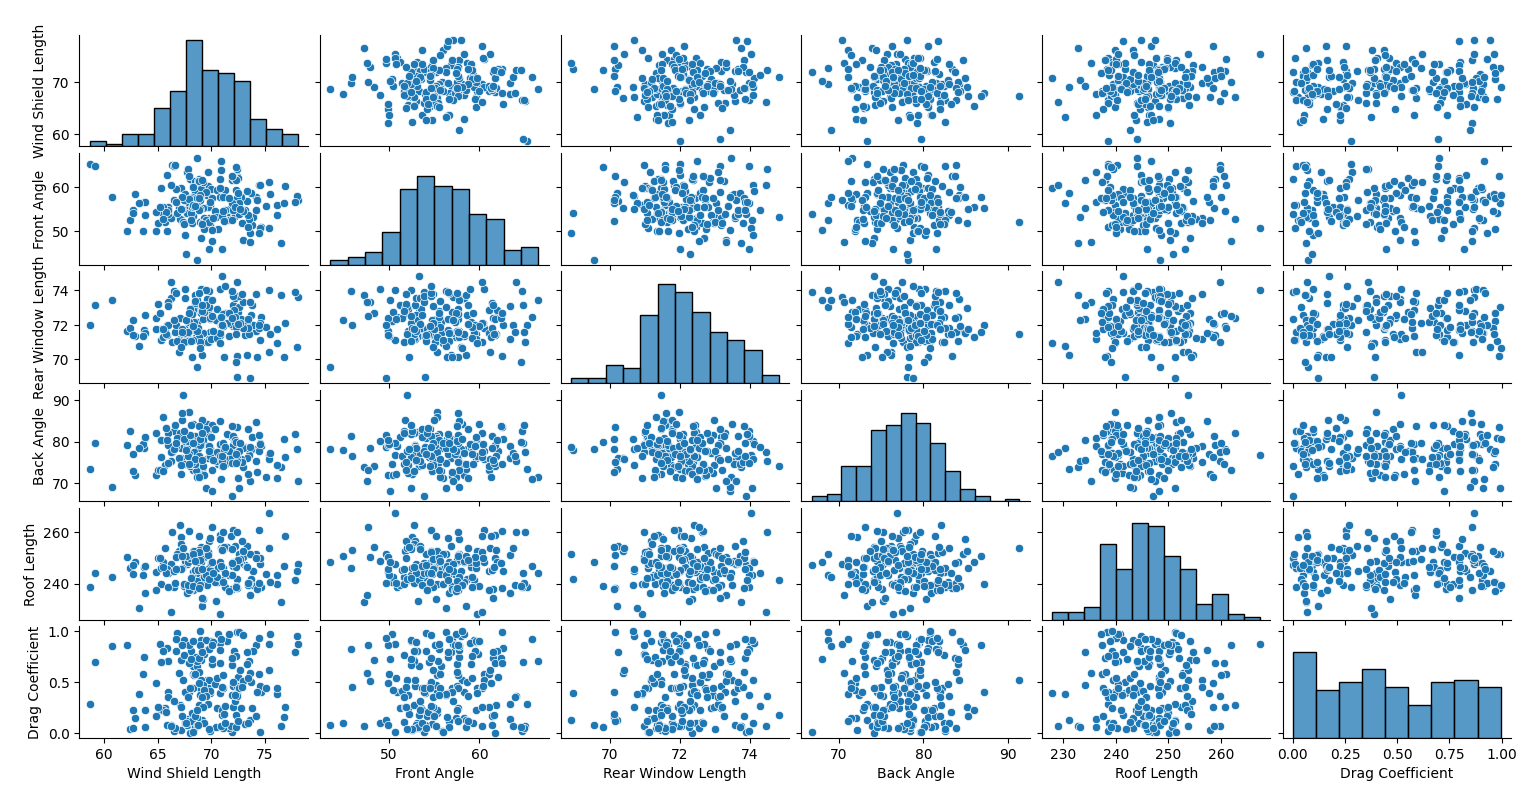 Wind Shield Length
70
60
Front Angle
60
50
Rear Window Length
74
72
70
Back Angle
90
80
70
Roof Length
260
240
Drag Coefficient
1.0
0.5
0.0
60 65 70 75
50 60
70 72 74
70 80 90
230 240 250 260
0.00 0.25 0.50 0.75 1.00
Wind Shield Length
Front Angle
Rear Window Length
Back Angle
Roof Length
Drag Coefficient